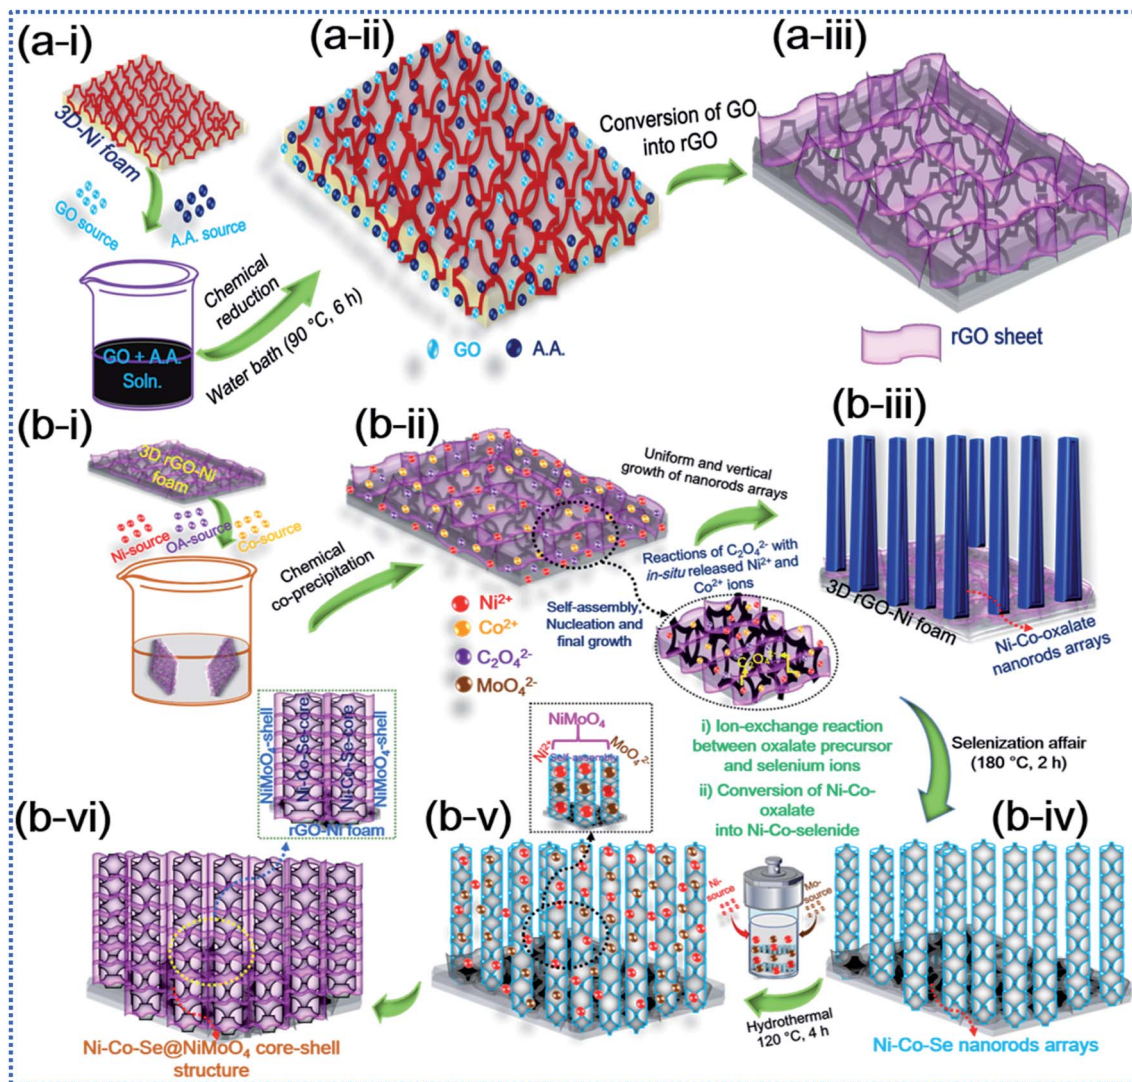 (a-i)
3D-Ni foam
GO source
A.A. source
GO + A.A.
Soln.
Chemical
reduction
Water bath (90 °C, 6 h)
(a-ii)
GO
A.A.
Conversion of GO
into rGO
(a-iii)
rGO sheet
(b-i)
3D rGO-Ni
foam
Ni-source
OA-source
Co-source
Chemical
co-precipitation
(b-ii)
Ni²⁺
Co²⁺
C₂O₄²⁻
MoO₄²⁻
Uniform and vertical
growth of nanorods arrays
Reactions of C₂O₄²⁻ with
in-situ released Ni²⁺ and
Co²⁺ ions
Self-assembly,
Nucleation and
final growth
C₂O₄²⁻
(b-iii)
3D rGO-Ni foam
Ni-Co-oxalate
nanorods arrays
i) Ion-exchange reaction
between oxalate precursor
and selenium ions
ii) Conversion of Ni-Co-
oxalate
into Ni-Co-selenide
Selenization affair
(180 °C, 2 h)
(b-iv)
Ni-Co-Se nanorods arrays
Ni-source
Mo-source
Hydrothermal
120 °C, 4 h
(b-v)
NiMoO₄
Ni²⁺
MoO₄²⁻
Self-assembly
(b-vi)
NiMoO₄-shell
Ni-Co-Se-core
Ni-Co-Se-core
NiMoO₄-shell
rGO-Ni foam
Ni-Co-Se@NiMoO₄ core-shell
structure